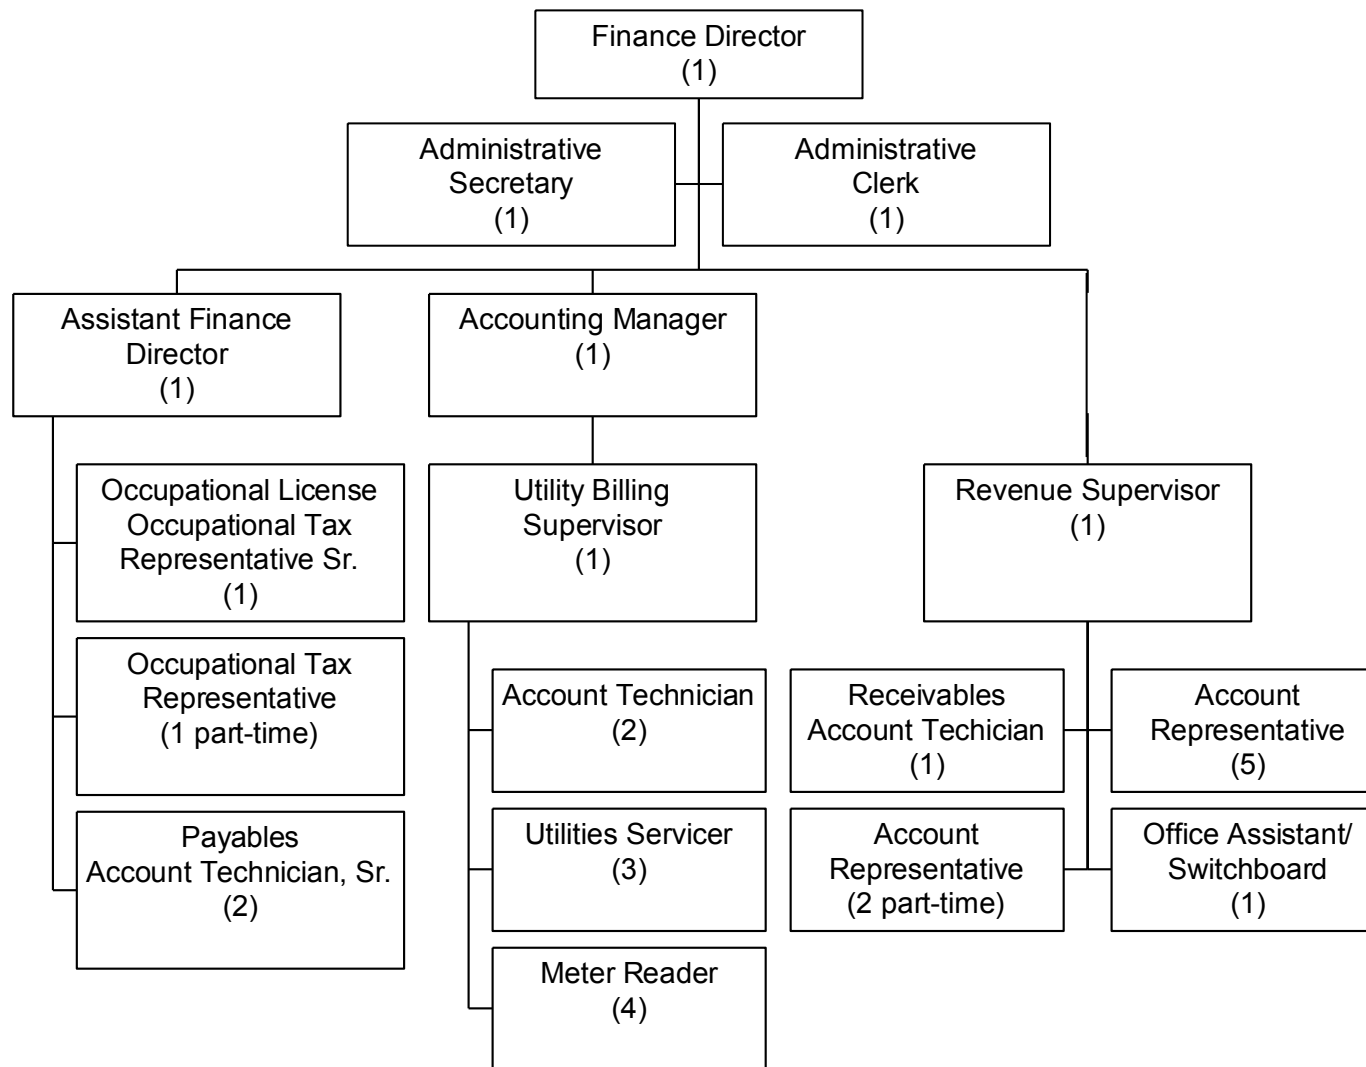 Finance Director
(1)
Administrative
Secretary
(1)
Administrative
Clerk
(1)
Assistant Finance
Director
(1)
Accounting Manager
(1)
Occupational License
Occupational Tax
Representative Sr.
(1)
Utility Billing
Supervisor
(1)
Revenue Supervisor
(1)
Occupational Tax
Representative
(1 part-time)
Payables
Account Technician, Sr.
(2)
Account Technician
(2)
Utilities Servicer
(3)
Meter Reader
(4)
Receivables
Account Techician
(1)
Account
Representative
(5)
Account
Representative
(2 part-time)
Office Assistant/
Switchboard
(1)